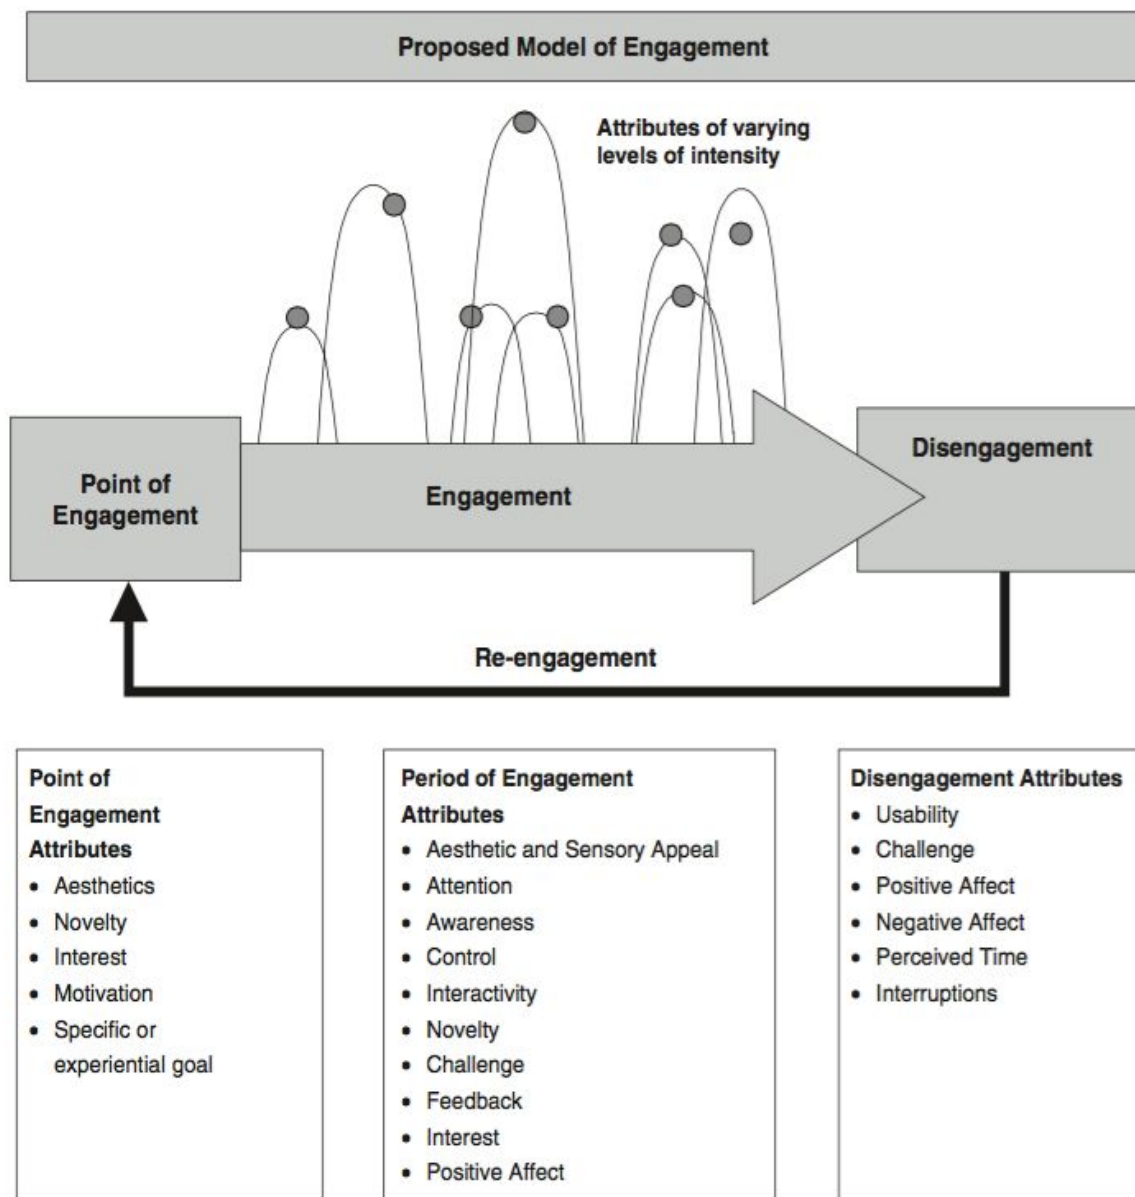 Proposed Model of Engagement
Attributes of varying
levels of intensity
Point of
Engagement
Engagement
Disengagement
Re-engagement
Point of
Engagement
Attributes
• Aesthetics
• Novelty
• Interest
• Motivation
• Specific or
experiential goal
Period of Engagement
Attributes
• Aesthetic and Sensory Appeal
• Attention
• Awareness
• Control
• Interactivity
• Novelty
• Challenge
• Feedback
• Interest
• Positive Affect
Disengagement Attributes
• Usability
• Challenge
• Positive Affect
• Negative Affect
• Perceived Time
• Interruptions